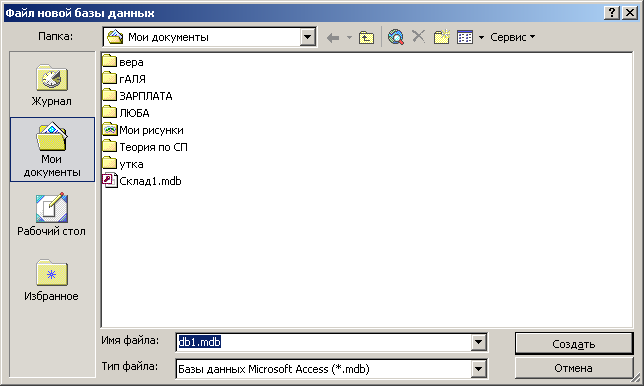 Файл новой базы данных
Папка: Мои документы Сервис
вера
гАЛЯ
ЗАРПЛАТА
ЛЮБА
Мои рисунки
Теория по СП
утка
Склад1.mdb
Журнал
Мои
документы
Рабочий стол
Избранное
Имя файла: db1.mdb Создать
Тип файла: Базы данных Microsoft Access (*.mdb) Отмена